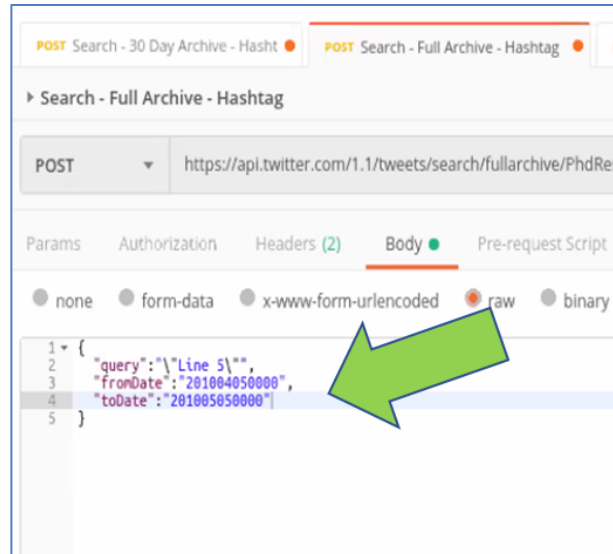 POST Search - 30 Day Archive - Hasht POST Search - Full Archive - Hashtag
Search - Full Archive - Hashtag
POST https://api.twitter.com/1.1/tweets/search/fullarchive/PhdRes
Params Authorization Headers (2) Body Pre-request Script
none form-data x-www-form-urlencoded raw binary
1 {
2 "query":"\"Line 5\"",
3 "fromDate":"201004050000",
4 "toDate":"201005050000"
5 }